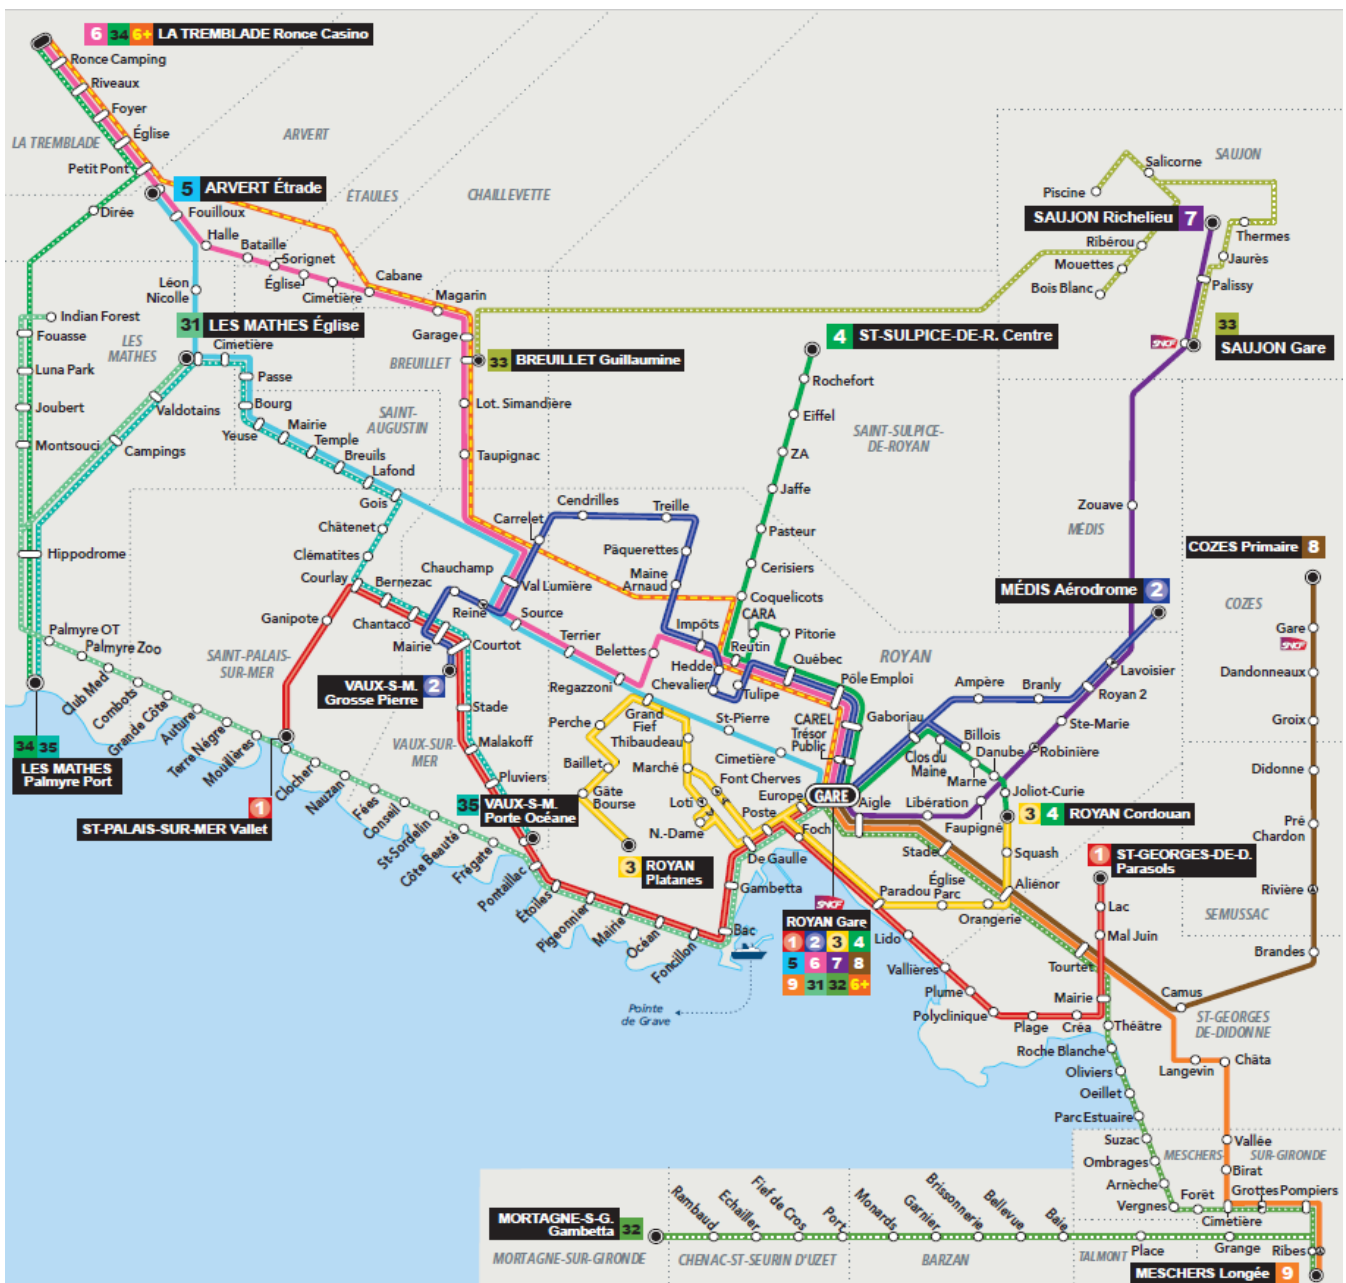 6 34 6+ LA TREMBLADE Ronce Casino
Ronce Camping
Riveaux
Foyer
Église
LA TREMBLADE
ARVERT
Petit Pont
5 ARVERT Étrade
ÉTAULES
CHAILLEVETTE
Dirée
Fouilloux
Halle
Bataille
Sorignet
Église
Cimetière
Cabane
Magarin
Léon
Nicolle
Indian Forest
31 LES MATHES Église
Fouasse
LES
MATHES
Cimetière
Garage
BREUILLET
33 BREUILLET Guillaumine
Luna Park
Passe
Joubert
Valdotains
Bourg
SAINT-
AUGUSTIN
Lot. Simandière
Montsouci
Campings
Yeuse
Mairie
Temple
Breuils
Lafond
Taupignac
Gois
Hippodrome
Châtenet
Clématites
Courlay
SAUJON
Salicorne
Piscine
SAUJON Richelieu 7
Ribérou
Thermes
Mouettes
Jaurès
Bois Blanc
Palissy
33
SNCF
SAUJON Gare
4 ST-SULPICE-DE-R. Centre
Rochefort
Eiffel
SAINT-SULPICE-
DE-ROYAN
ZA
Jaffe
Pasteur
Cerisiers
Coquelicots
Zouave
MÉDIS
COZES Primaire 8
MÉDIS Aérodrome 2
COZES
Gare
SNCF
Dandonneaux
Groix
Didonne
Pré
Chardon
Rivière
SEMUSSAC
Brandes
Cendrilles
Treille
Carrelet
Pâquerettes
Chauchamp
Val Lumière
Maine
Arnaud
Bernezac
Reine
Source
Chantaco
Mairie
Courtot
Terrier
Belettes
Impôts
CARA
Pitorie
Reutin
Québec
ROYAN
Hedde
Chevalier
Tulipe
Pôle Emploi
Regazzoni
Ganipote
SAINT-PALAIS-
SUR-MER
VAUX-S-M.
Grosse Pierre
2
Palmyre OT
Palmyre Zoo
Club Med
Combots
Grande Côte
Auture
Terre Nègre
Mouilières
Clocher
Nauzan
Fées
Conseil
St-Sordelin
Côte Beauté
Frégate
Pontaillac
Étoiles
Pigeonnier
Mairie
Océan
Foncillon
Bac
34 35
LES MATHES
Palmyre Port
1
ST-PALAIS-SUR-MER Vallet
Stade
VAUX-SUR-
MER
Malakoff
Pluviers
35 VAUX-S-M.
Porte Océane
Perche
Grand
Fief
Thibaudeau
Baillet
Marché
Gâte
Bourse
Loti
N.-Dame
3 ROYAN
Platanes
St-Pierre
Cimetière
Font Cherves
Europe
Poste
CAREL
Trésor
Public
GARE
Gaboriau
Ampère
Branly
Lavoisier
Royan 2
Ste-Marie
Billois
Danube
Robinière
Clos du
Maine
Marne
Joliot-Curie
Aigle
Libération
Faupigné
3 4 ROYAN Cordouan
Foch
De Gaulle
Gambetta
Stade
Squash
1 ST-GEORGES-DE-D.
Parasols
Église
Parc
Aliénor
Paradou
Orangerie
Lac
Mal Juin
SNCF
ROYAN Gare
1 2 3 4
5 6 7 8
9 31 32 6+
Lido
Vallières
Tourtet
Plume
Polyclinique
Plage
Créa
Mairie
Camus
Théâtre
ST-GEORGES
DE-DIDONNE
Pointe
de Grave
Roche Blanche
Langevin
Châta
Oliviers
Oeillet
Parc Estuaire
Suzac
Vallée
MESCHERS-
SUR-GIRONDE
Ombrages
Birat
Arnèche
Forêt
Grottes
Pompiers
Vergnes
Cimetière
MORTAGNE-S-G.
Gambetta
32
Rambaud
Echailler
Fief de Cros
Port
Monards
Garnier
Brissonnerie
Bellevue
Baie
Place
Grange
Ribes
MORTAGNE-SUR-GIRONDE
CHENAC-ST-SEURIN D'UZET
BARZAN
TALMONT
MESCHERS Longée 9